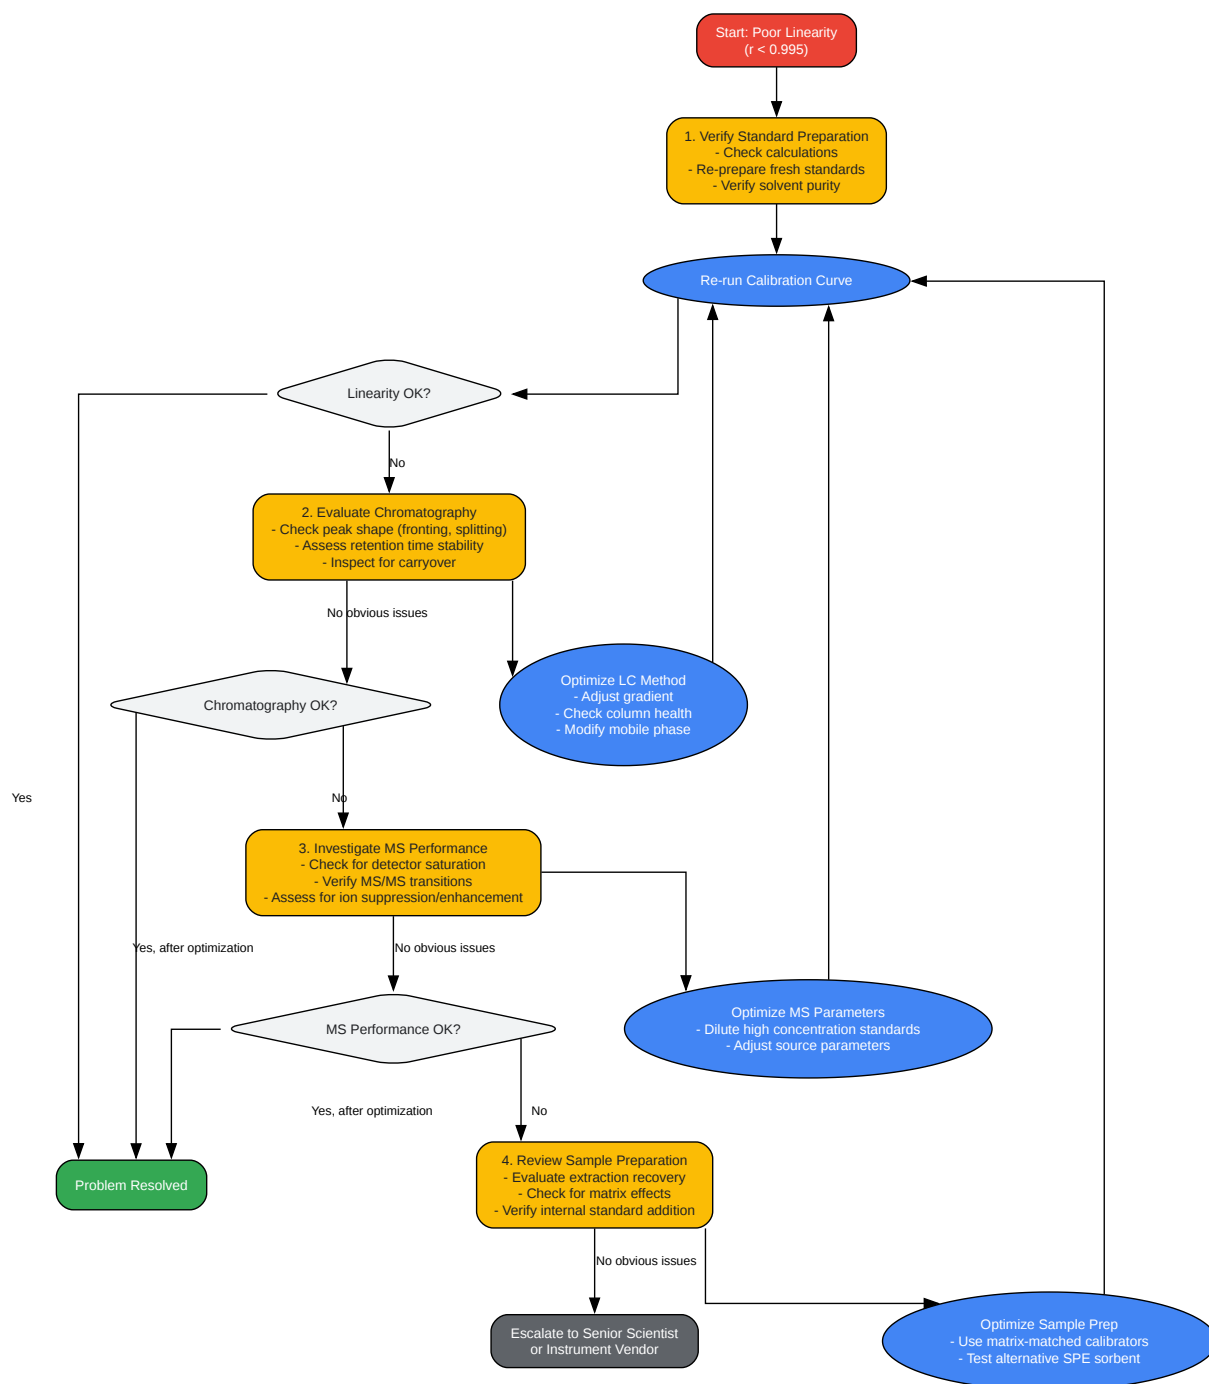 Start: Poor Linearity
(r < 0.995)
1. Verify Standard Preparation
- Check calculations
- Re-prepare fresh standards
- Verify solvent purity
Re-run Calibration Curve
Linearity OK?
No
2. Evaluate Chromatography
- Check peak shape (fronting, splitting)
- Assess retention time stability
- Inspect for carryover
No obvious issues
Optimize LC Method
- Adjust gradient
- Check column health
- Modify mobile phase
Chromatography OK?
Yes
No
3. Investigate MS Performance
- Check for detector saturation
- Verify MS/MS transitions
- Assess for ion suppression/enhancement
Yes, after optimization
No obvious issues
Optimize MS Parameters
- Dilute high concentration standards
- Adjust source parameters
MS Performance OK?
Yes, after optimization
No
4. Review Sample Preparation
- Evaluate extraction recovery
- Check for matrix effects
- Verify internal standard addition
Problem Resolved
No obvious issues
Escalate to Senior Scientist
or Instrument Vendor
Optimize Sample Prep
- Use matrix-matched calibrators
- Test alternative SPE sorbent